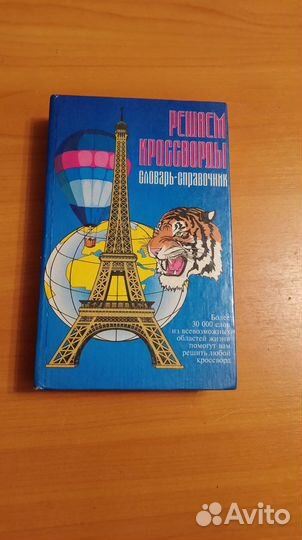 РЕШАЕМ
КРОССВОРДЫ
словарь-справочник
Более
30 000 слов
из всевозможных
областей жизни
помогут вам
решить любой
кроссворд
Avito